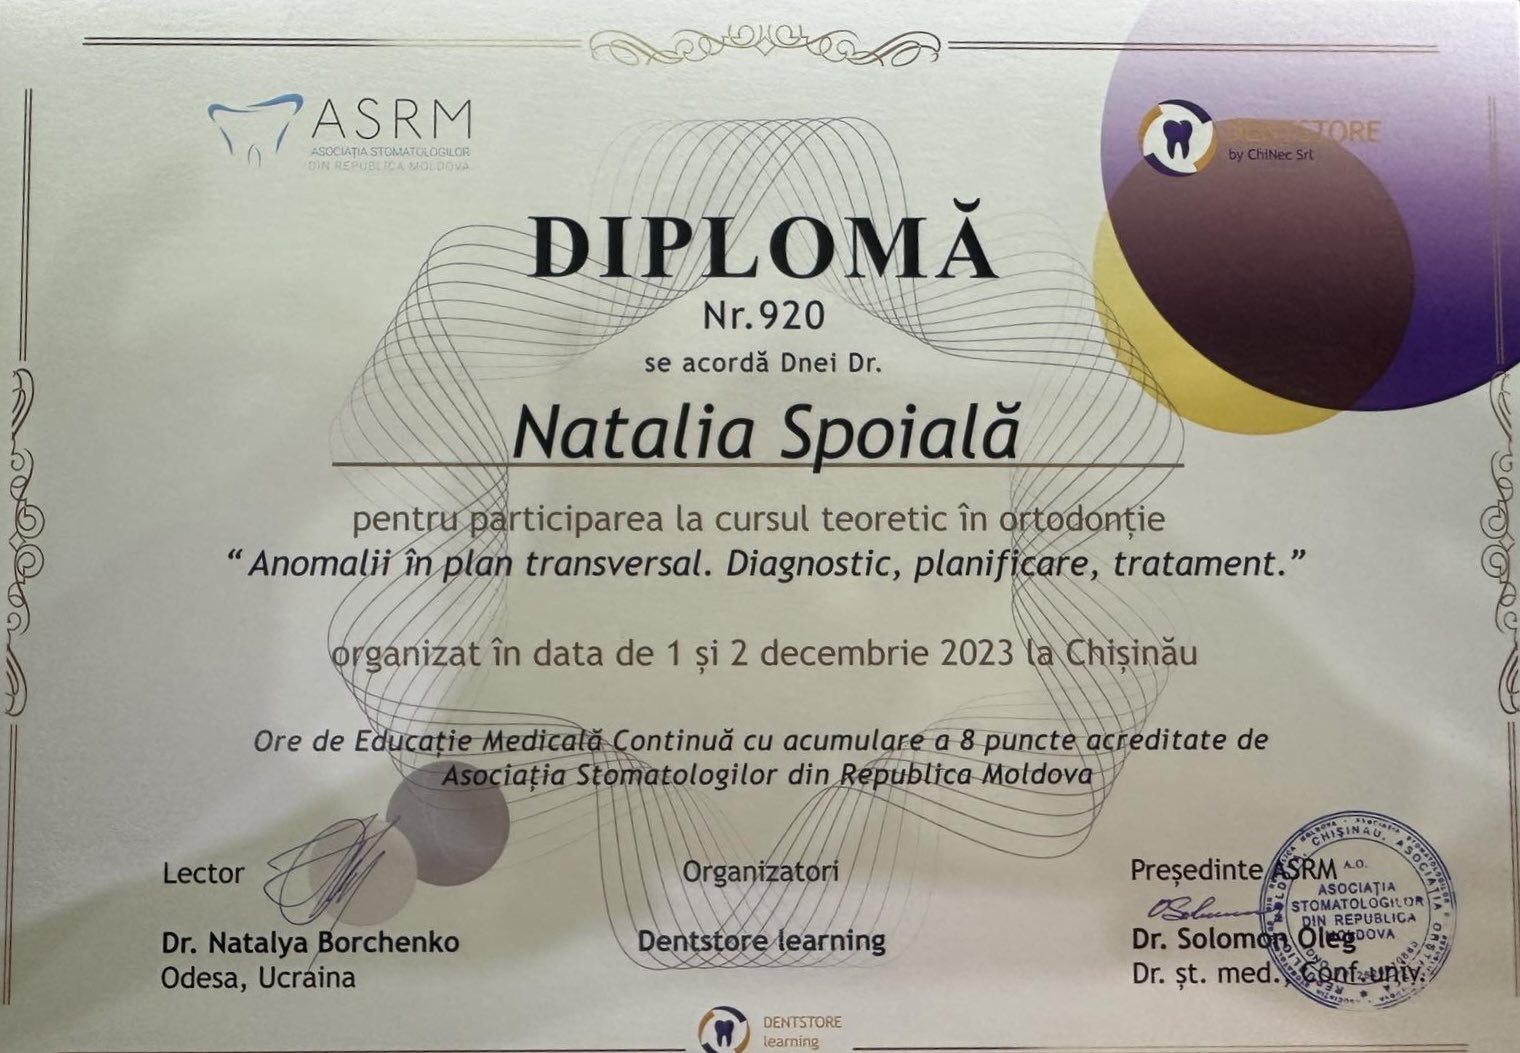 ASRM
ASOCIAȚIA STOMATOLOGILOR
DIN REPUBLICA MOLDOVA
DENTSTORE
by ChiNec Srl
DIPLOMĂ
Nr.920
se acordă Dnei Dr.
Natalia Spoială
pentru participarea la cursul teoretic în ortodonție
“Anomalii în plan transversal. Diagnostic, planificare, tratament.”
organizat în data de 1 și 2 decembrie 2023 la Chișinău
Ore de Educație Medicală Continuă cu acumulare a 8 puncte acreditate de
Asociația Stomatologilor din Republica Moldova
Lector
Dr. Natalya Borchenko
Odesa, Ucraina
Organizatori
Dentstore learning
Președinte ASRM
Dr. Solomon Oleg
Dr. șt. med., Conf.univ.
CHIȘINAU
A.O.
ASOCIAȚIA
STOMATOLOGILOR
DIN REPUBLICA
MOLDOVA
DENTSTORE
learning